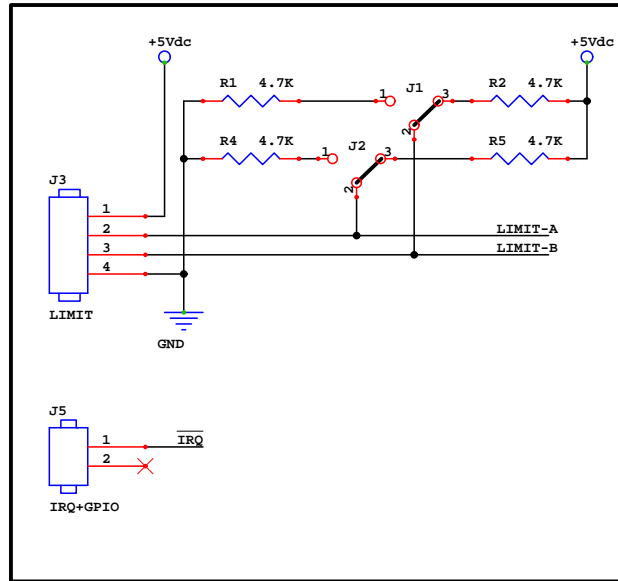 +5Vdc +5Vdc
R1 4.7K J1 R2 4.7K
1 3
2
R4 4.7K J2 R5 4.7K
1 3
2
J3
1
2 LIMIT-A
3 LIMIT-B
4
LIMIT
GND
J5
1 IRQ
2
IRQ+GPIO